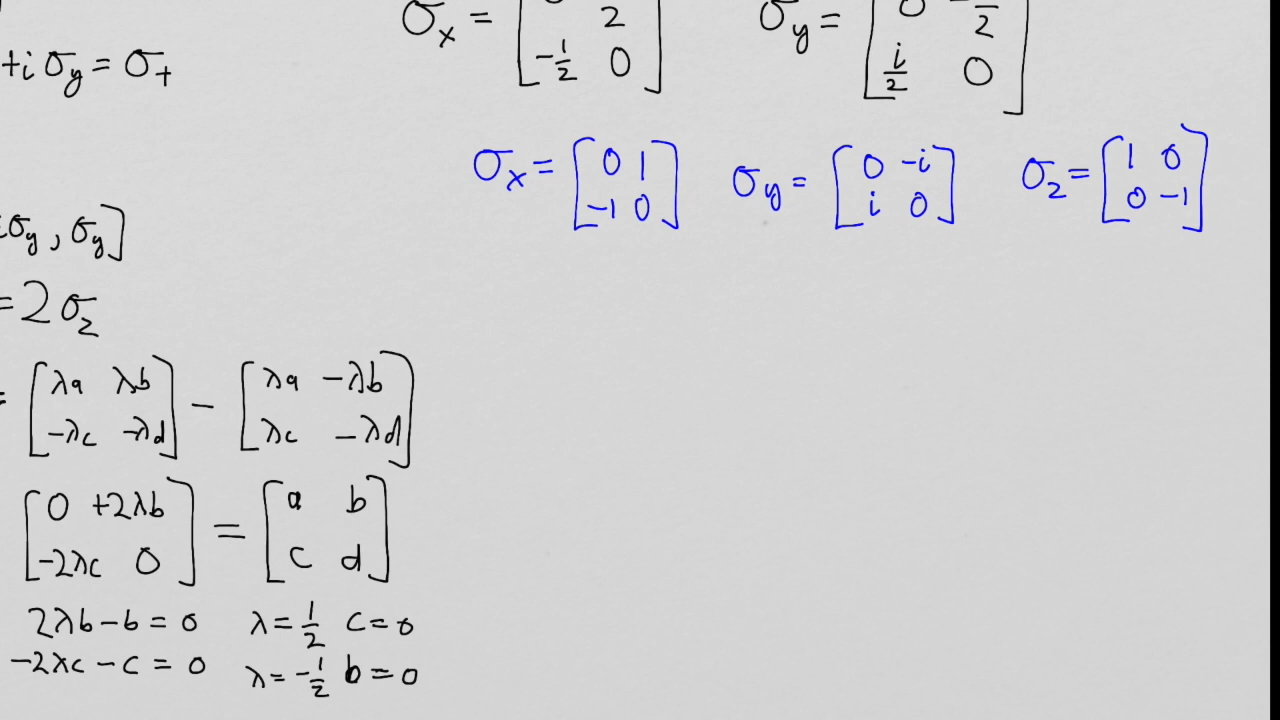 σx = [ 0 2
-1/2 0 ]
σy = [ 0 - /2
i/2 0 ]
+iσy = σ+
σx = [ 0 1
-1 0 ]
σy = [ 0 -i
i 0 ]
σz = [ 1 0
0 -1 ]
σy , σy ]
= 2σz
= [ λa λb
-λc -λd ] - [ λa -λb
λc -λd ]
[ 0 +2λb
-2λc 0 ] = [ a b
c d ]
2λb - b = 0 λ = 1/2 c = 0
-2λc - c = 0 λ = -1/2 b = 0